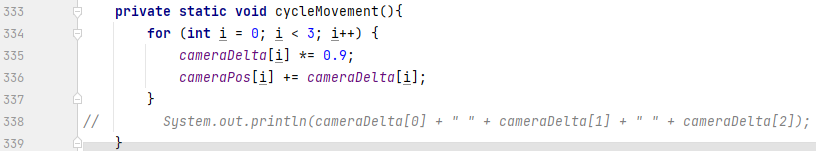 333 private static void cycleMovement(){
334 for (int i = 0; i < 3; i++) {
335 cameraDelta[i] *= 0.9;
336 cameraPos[i] += cameraDelta[i];
337 }
338 // System.out.println(cameraDelta[0] + " " + cameraDelta[1] + " " + cameraDelta[2]);
339 }